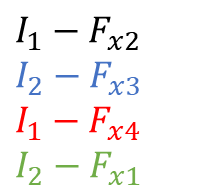 I₁ − Fₓ₂
I₂ − Fₓ₃
I₁ − Fₓ₄
I₂ − Fₓ₁